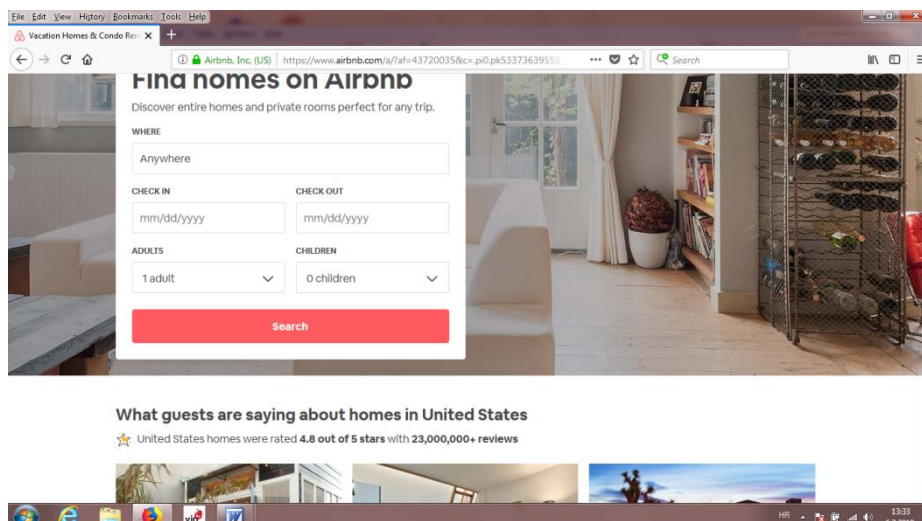 File Edit View History Bookmarks Tools Help
Vacation Homes & Condo Ren
Airbnb, Inc. (US) https://www.airbnb.com/a/?af=43720035&c=.pi0.pk5337363955
Search
Find homes on Airbnb
Discover entire homes and private rooms perfect for any trip.
WHERE
Anywhere
CHECK IN CHECK OUT
mm/dd/yyyy mm/dd/yyyy
ADULTS CHILDREN
1 adult 0 children
Search
What guests are saying about homes in United States
United States homes were rated 4.8 out of 5 stars with 23,000,000+ reviews
HR 13:33